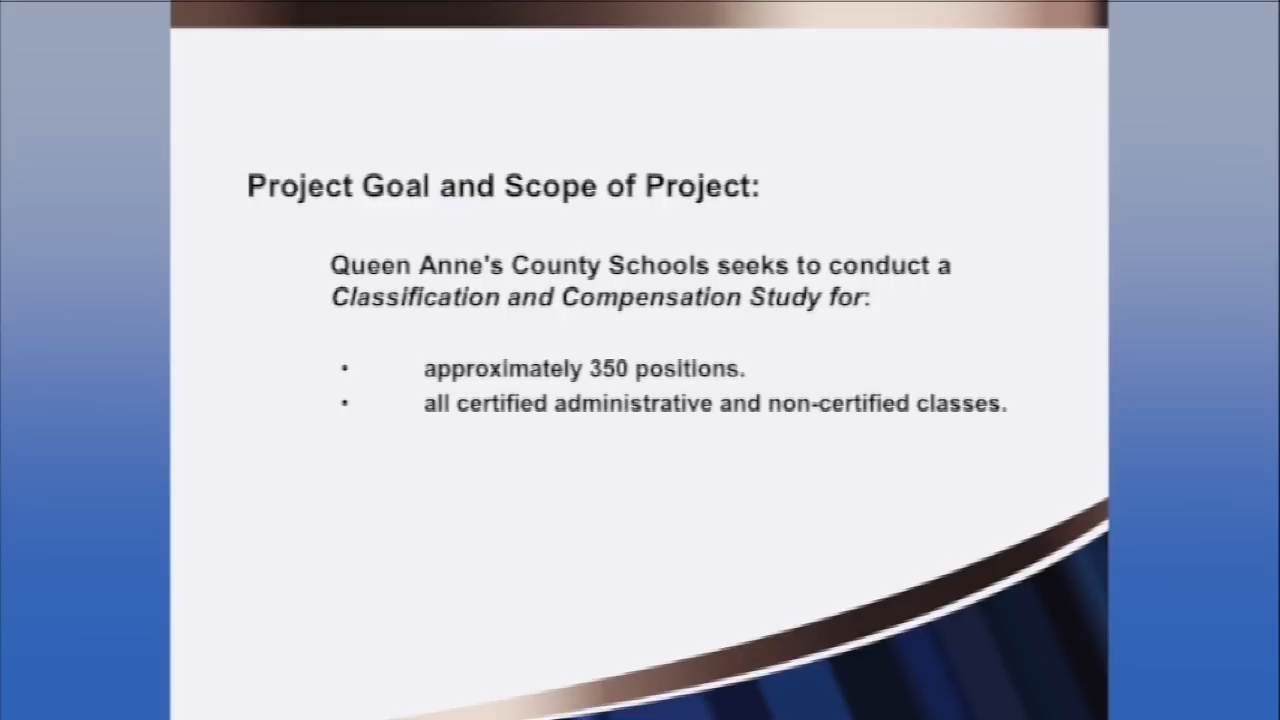 Project Goal and Scope of Project:
Queen Anne's County Schools seeks to conduct a
Classification and Compensation Study for:
• approximately 350 positions.
• all certified administrative and non-certified classes.